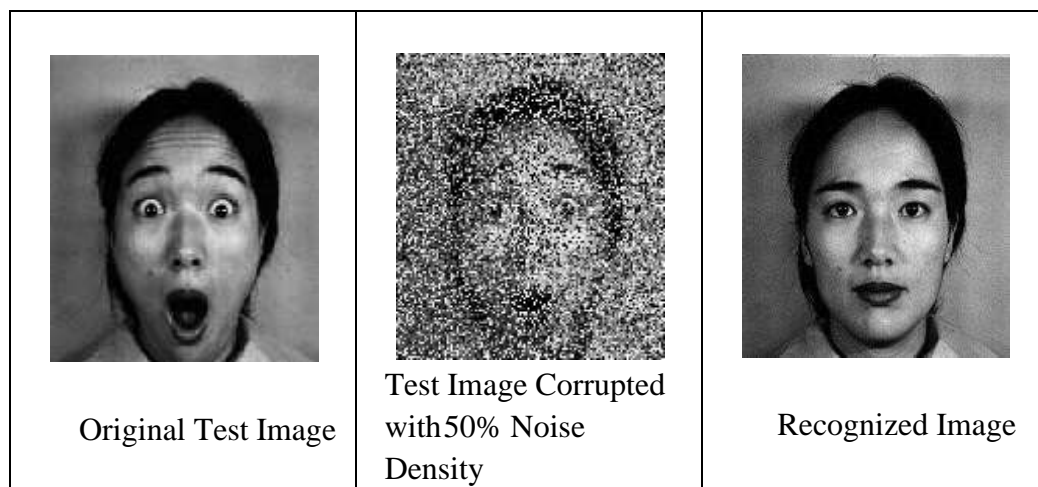 Original Test Image
Test Image Corrupted
with50% Noise
Density
Recognized Image